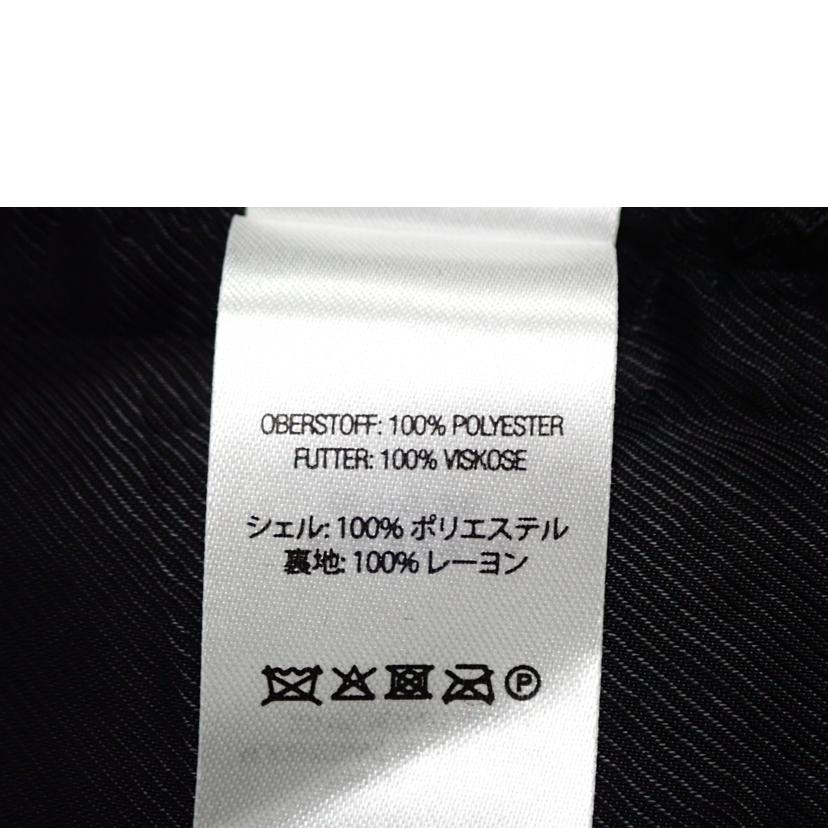 OBERSTOFF: 100% POLYESTER
FUTTER: 100% VISKOSE
シェル: 100% ポリエステル
裏地: 100% レーヨン
P